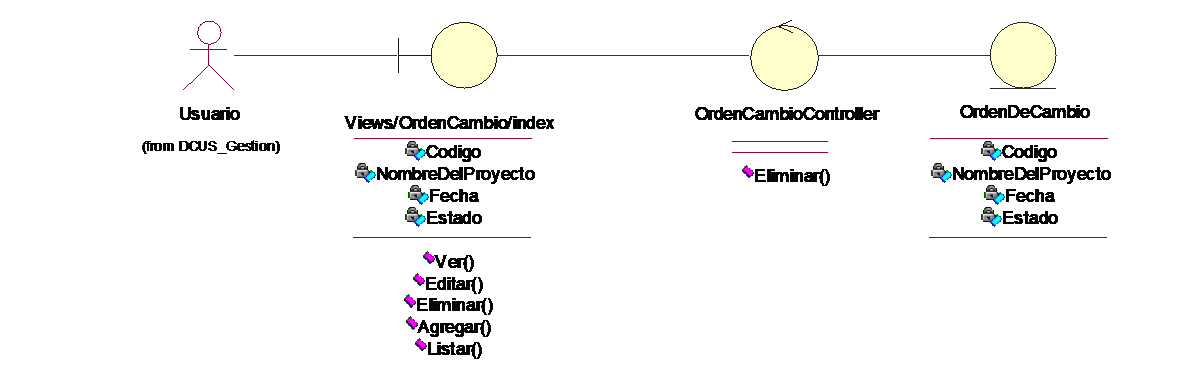 Usuario
(from DCUS_Gestion)
Views/OrdenCambio/index
Codigo
NombreDelProyecto
Fecha
Estado
Ver()
Editar()
Eliminar()
Agregar()
Listar()
OrdenCambioController
Eliminar()
OrdenDeCambio
Codigo
NombreDelProyecto
Fecha
Estado